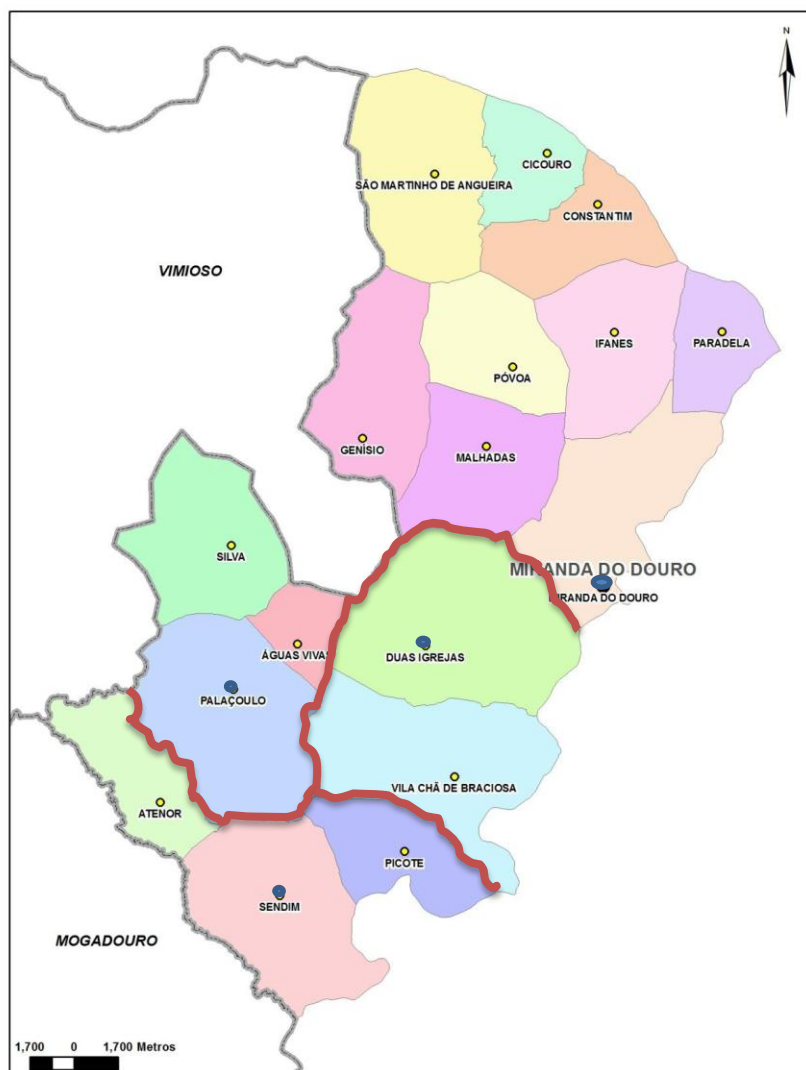 N
CICOURO
SÃO MARTINHO DE ANGUEIRA
CONSTANTIM
VIMIOSO
IFANES
PARADELA
PÓVOA
GENÍSIO
MALHADAS
SILVA
MIRANDA DO DOURO
MIRANDA DO DOURO
ÁGUAS VIVAS
DUAS IGREJAS
PALAÇOULO
VILA CHÃ DE BRACIOSA
ATENOR
PICOTE
SENDIM
MOGADOURO
1,700 0 1,700 Metros